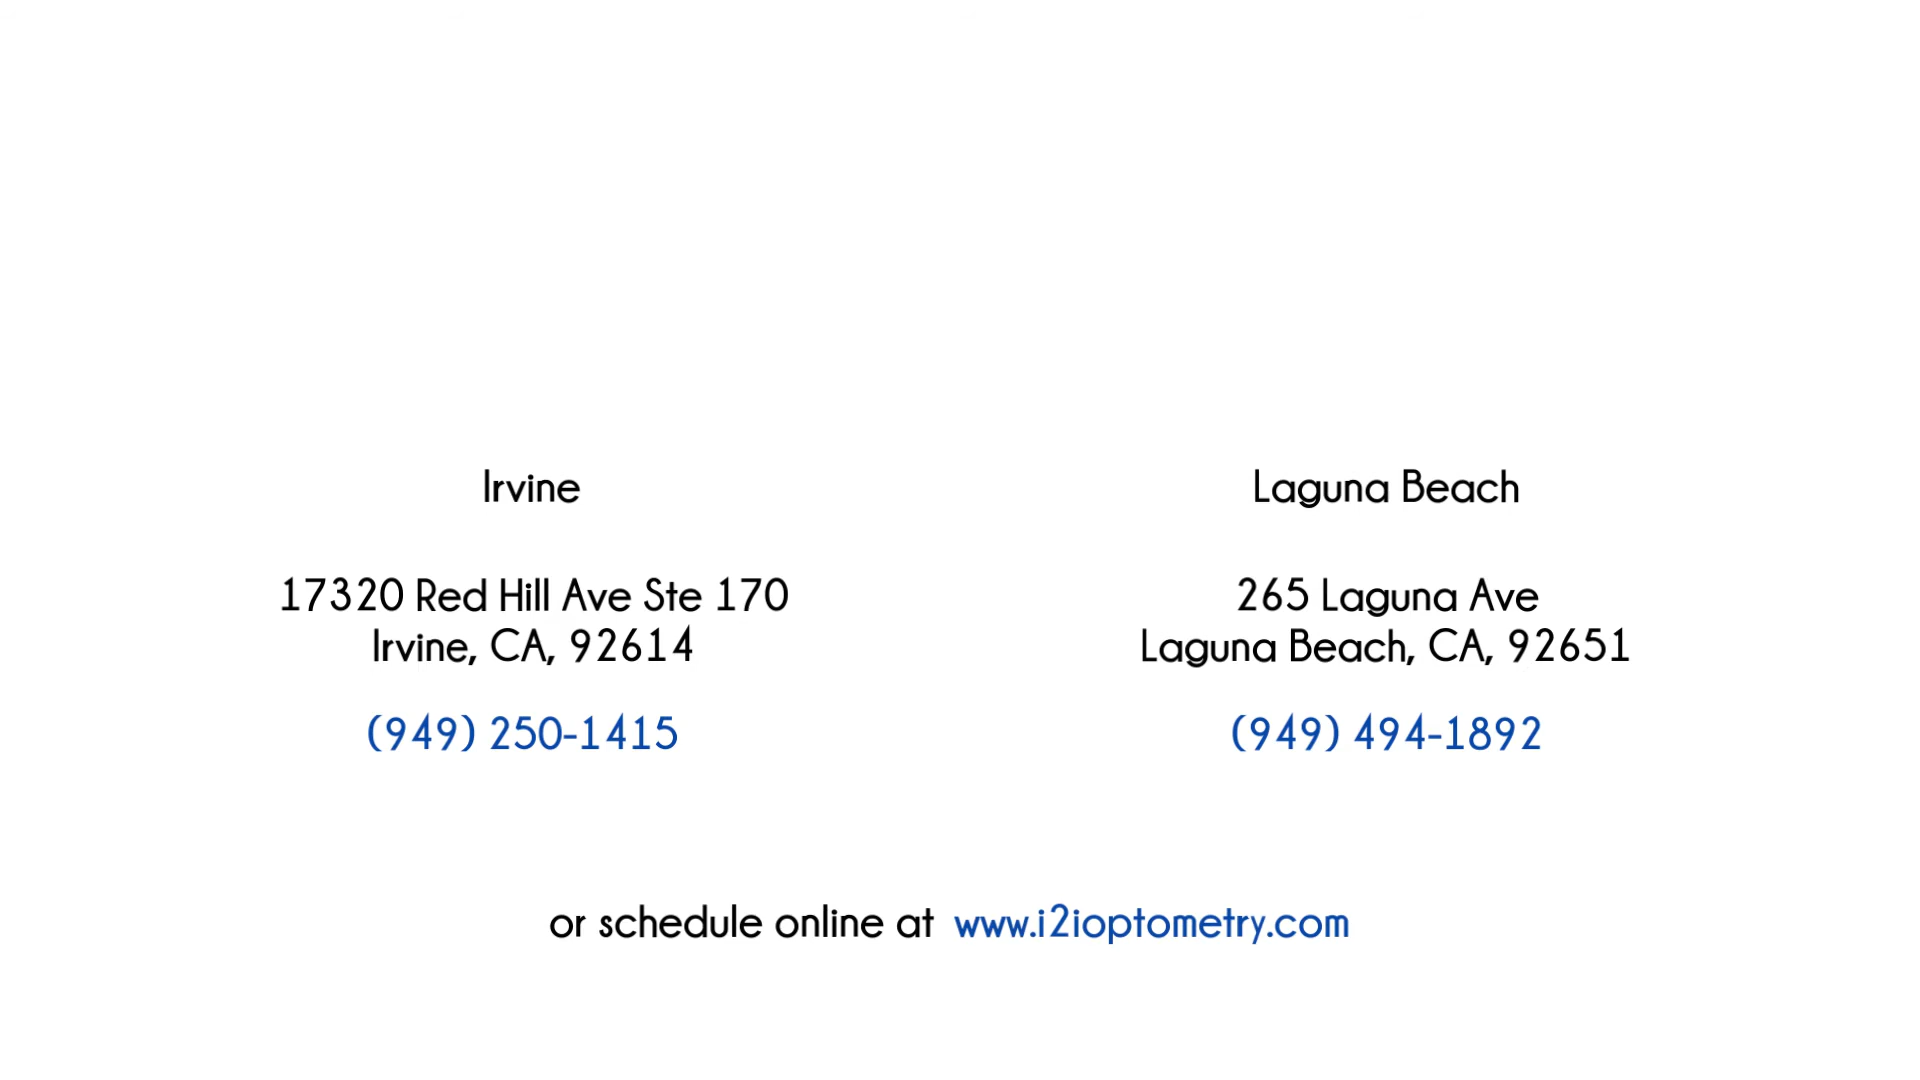 Irvine
17320 Red Hill Ave Ste 170
Irvine, CA, 92614
(949) 250-1415
Laguna Beach
265 Laguna Ave
Laguna Beach, CA, 92651
(949) 494-1892
or schedule online at www.i2ioptometry.com